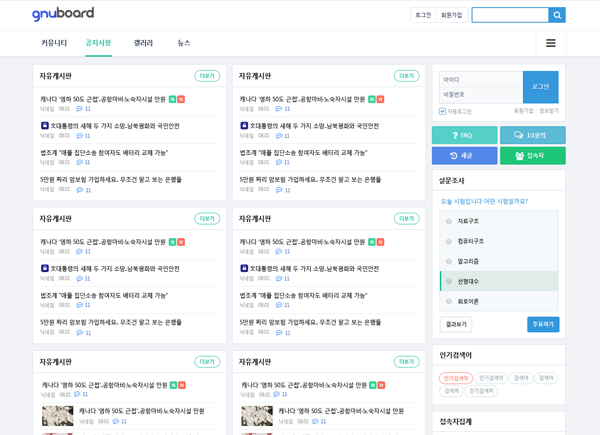 gnuboard
로그인 회원가입
커뮤니티 공지사항 갤러리 뉴스
자유게시판 더보기
캐나다 '영하 50도 근접'..공항마비·노숙자시설 만원 N H
닉네임 08.01 11
文대통령의 새해 두 가지 소망..남북평화와 국민안전
닉네임 08.01 11
법조계 "애플 집단소송 참여자도 배터리 교체 가능"
닉네임 08.01 11
5만원 짜리 암보험 가입하세요. 무조건 팔고 보는 은행들
닉네임 08.01 11
자유게시판 더보기
캐나다 '영하 50도 근접'..공항마비·노숙자시설 만원 N H
닉네임 08.01 11
文대통령의 새해 두 가지 소망..남북평화와 국민안전
닉네임 08.01 11
법조계 "애플 집단소송 참여자도 배터리 교체 가능"
닉네임 08.01 11
5만원 짜리 암보험 가입하세요. 무조건 팔고 보는 은행들
닉네임 08.01 11
자유게시판 더보기
캐나다 '영하 50도 근접'..공항마비·노숙자시설 만원 N H
닉네임 08.01 11
文대통령의 새해 두 가지 소망..남북평화와 국민안전
닉네임 08.01 11
법조계 "애플 집단소송 참여자도 배터리 교체 가능"
닉네임 08.01 11
5만원 짜리 암보험 가입하세요. 무조건 팔고 보는 은행들
닉네임 08.01 11
자유게시판 더보기
캐나다 '영하 50도 근접'..공항마비·노숙자시설 만원 N H
닉네임 08.01 11
文대통령의 새해 두 가지 소망..남북평화와 국민안전
닉네임 08.01 11
법조계 "애플 집단소송 참여자도 배터리 교체 가능"
닉네임 08.01 11
5만원 짜리 암보험 가입하세요. 무조건 팔고 보는 은행들
닉네임 08.01 11
자유게시판 더보기
캐나다 '영하 50도 근접'..공항마비·노숙자시설 만원 N H
닉네임 08.01 11
캐나다 '영하 50도 근접'..공항마비·노숙자시설 만원
닉네임 08.01 11
자유게시판 더보기
캐나다 '영하 50도 근접'..공항마비·노숙자시설 만원 N H
닉네임 08.01 11
캐나다 '영하 50도 근접'..공항마비·노숙자시설 만원
닉네임 08.01 11
아이디
비밀번호
로그인
자동로그인 회원가입 정보찾기
FAQ 1:1문의
새글 접속자
설문조사
오늘 시험입니다 어떤 시험일까요?
자료구조
컴퓨터구조
알고리즘
선형대수
회로이론
결과보기 투표하기
인기검색어
인기검색어 인기검색어 검색어 검색어
검색어 인기검색어
접속자집계